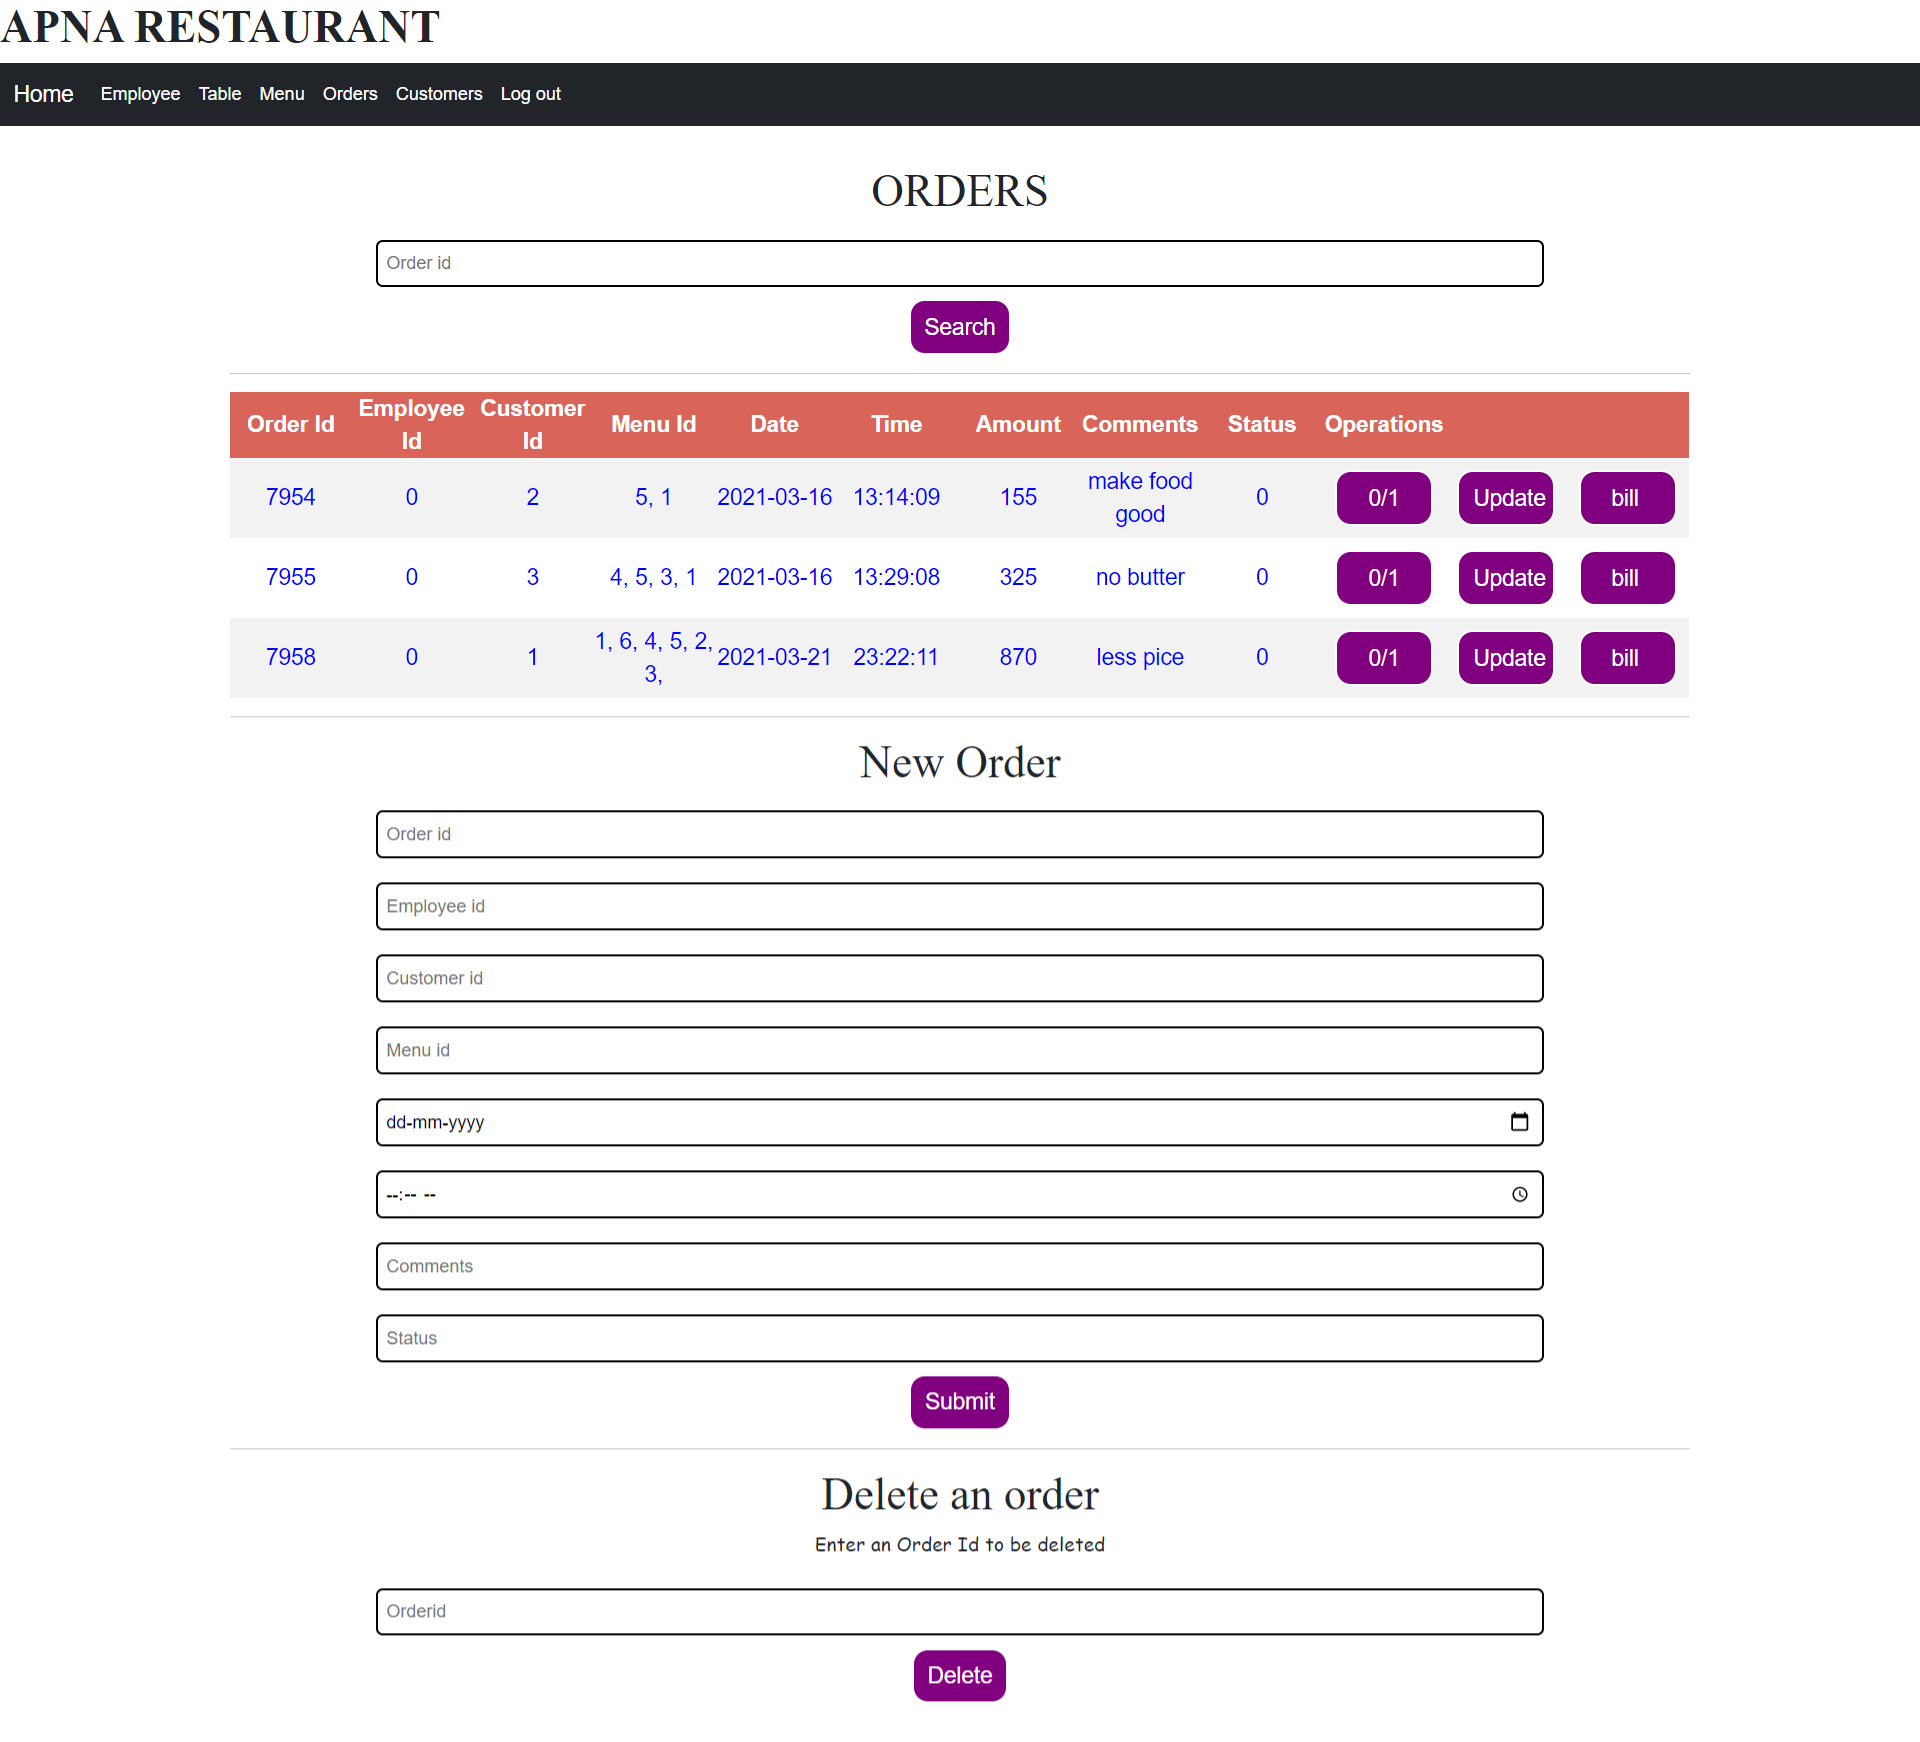 APNA RESTAURANT
Home Employee Table Menu Orders Customers Log out
ORDERS
Order id
Search
Order Id Employee Id Customer Id Menu Id Date Time Amount Comments Status Operations
7954 0 2 5, 1 2021-03-16 13:14:09 155 make food good 0 0/1 Update bill
7955 0 3 4, 5, 3, 1 2021-03-16 13:29:08 325 no butter 0 0/1 Update bill
7958 0 1 1, 6, 4, 5, 2, 3, 2021-03-21 23:22:11 870 less pice 0 0/1 Update bill
New Order
Order id
Employee id
Customer id
Menu id
dd-mm-yyyy
--:-- --
Comments
Status
Submit
Delete an order
Enter an Order Id to be deleted
Orderid
Delete